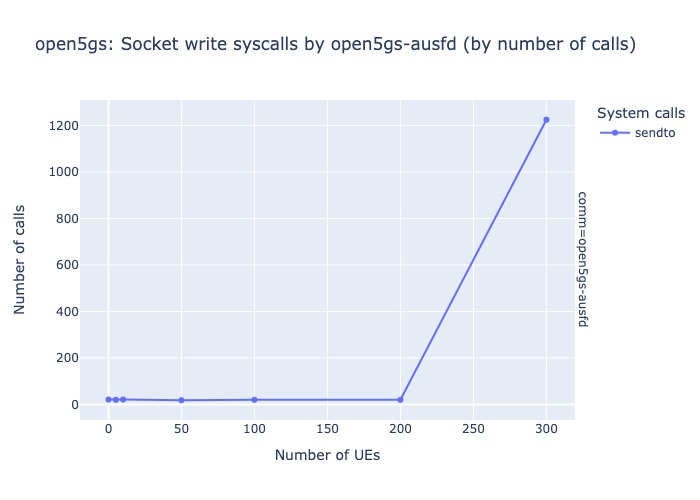 open5gs: Socket write syscalls by open5gs-ausfd (by number of calls)
System calls
sendto
1200
1000
800
600
400
200
0
Number of calls
comm=open5gs-ausfd
0 50 100 150 200 250 300
Number of UEs